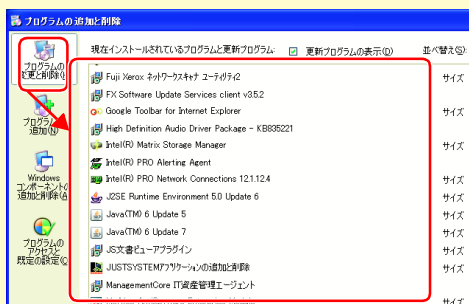 プログラムの追加と削除
現在インストールされているプログラムと更新プログラム:
更新プログラムの表示(D)
並べ替え(S):
プログラムの
変更と削除(
プログラム
追加(N)
Windows
コンポーネントの
追加と削除(A
プログラムの
アクセスと
既定の設定(O
Fuji Xerox ネットワークスキャナ ユーティリティ2
サイズ
FX Software Update Services client v3.5.2
Google Toolbar for Internet Explorer
サイズ
High Definition Audio Driver Package - KB835221
Intel(R) Matrix Storage Manager
サイズ
Intel(R) PRO Alerting Agent
Intel(R) PRO Network Connections 12.1.12.4
サイズ
J2SE Runtime Environment 5.0 Update 6
サイズ
Java(TM) 6 Update 5
サイズ
Java(TM) 6 Update 7
サイズ
JS文書ビューアプラグイン
サイズ
JUSTSYSTEMアプリケーションの追加と削除
サイズ
ManagementCore IT資産管理エージェント
サイズ